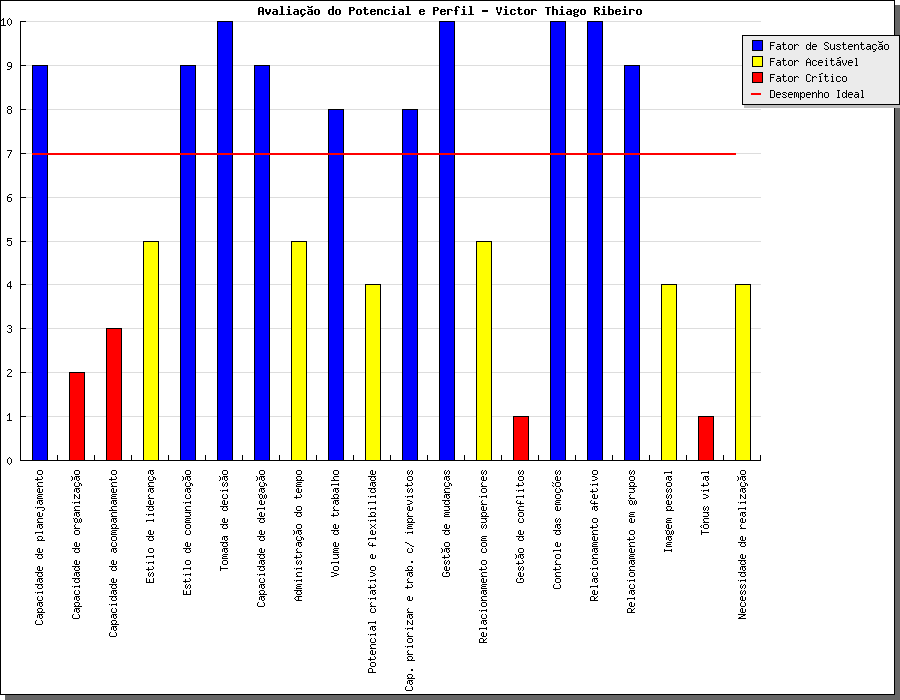 Avaliação do Potencial e Perfil - Victor Thiago Ribeiro
Fator de Sustentação
Fator Aceitável
Fator Crítico
Desempenho Ideal
10
9
8
7
6
5
4
3
2
1
0
Capacidade de planejamento
Capacidade de organização
Capacidade de acompanhamento
Estilo de liderança
Estilo de comunicação
Tomada de decisão
Capacidade de delegação
Administração do tempo
Volume de trabalho
Potencial criativo e flexibilidade
Cap. priorizar e trab. c/ imprevistos
Gestão de mudanças
Relacionamento com superiores
Gestão de conflitos
Controle das emoções
Relacionamento afetivo
Relacionamento em grupos
Imagem pessoal
Tônus vital
Necessidade de realização